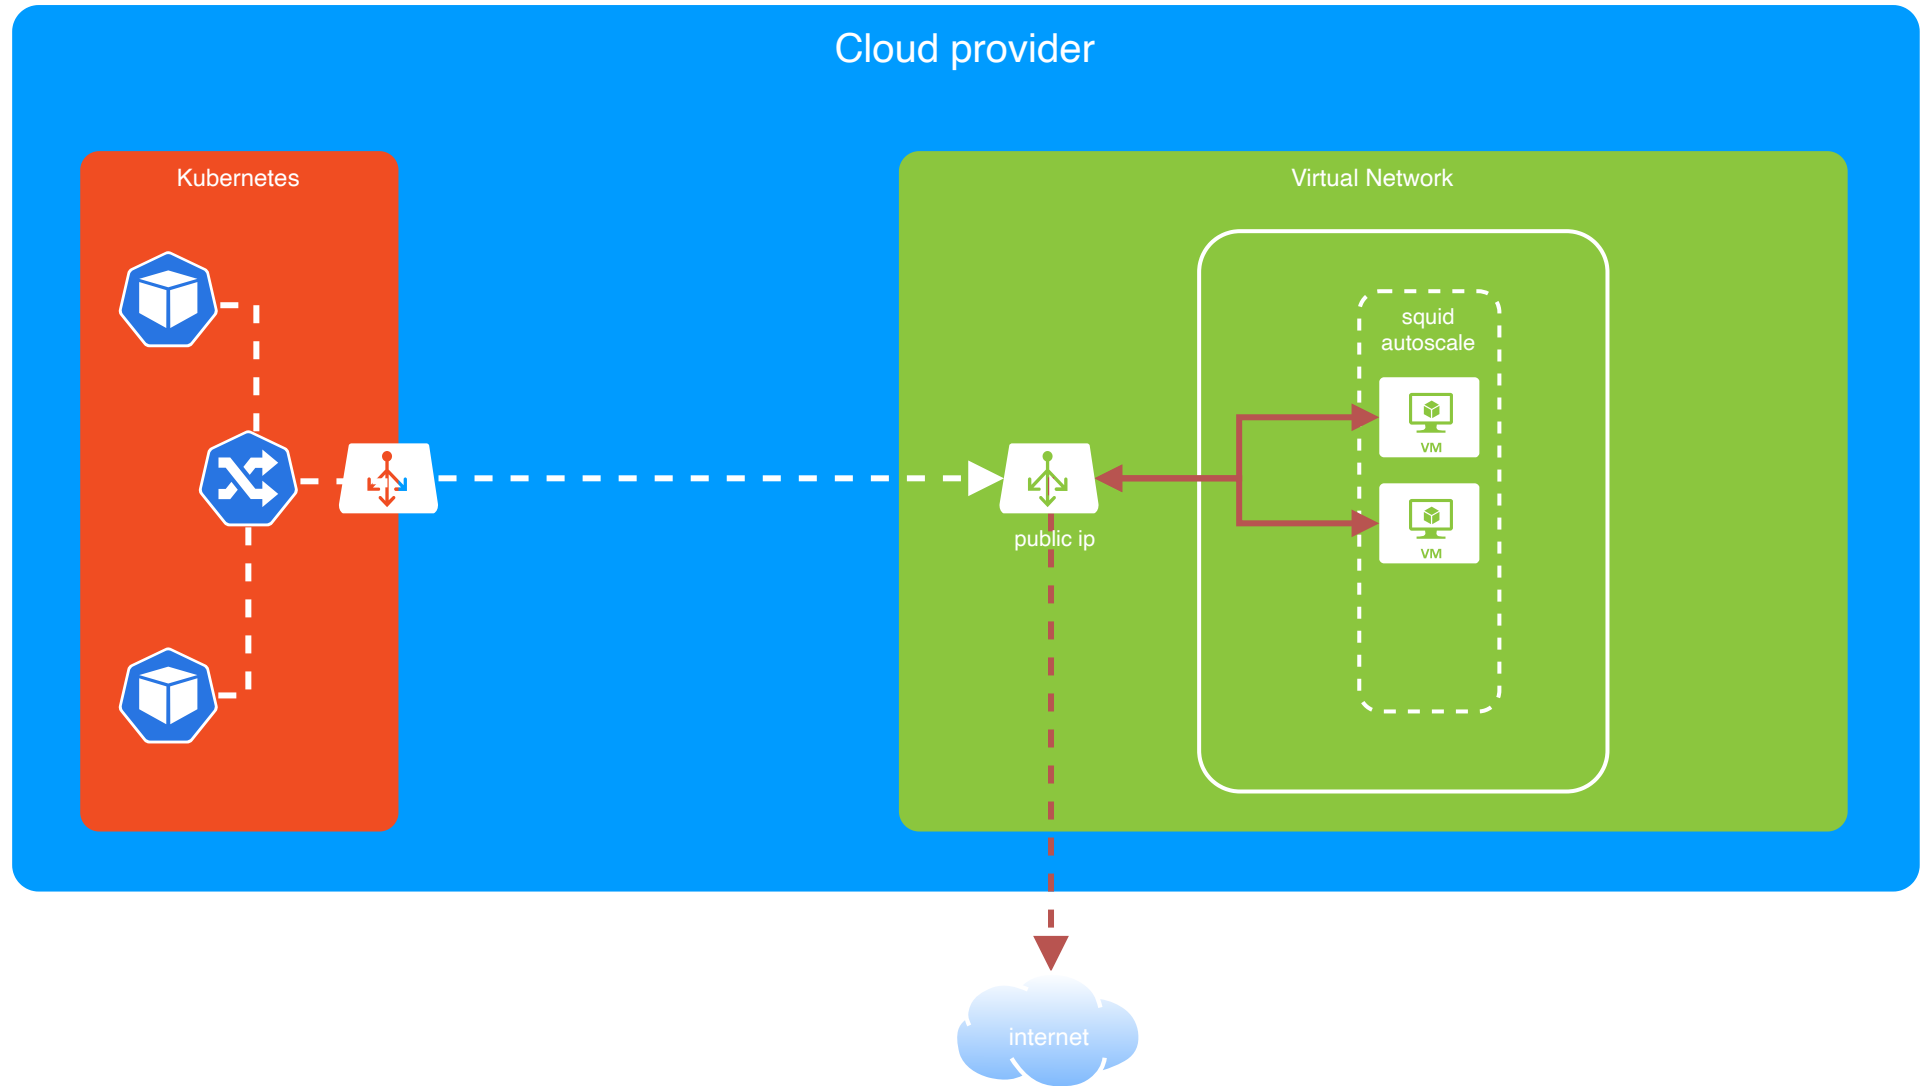 Cloud provider
Kubernetes
Virtual Network
squid
autoscale
VM
VM
public ip
internet